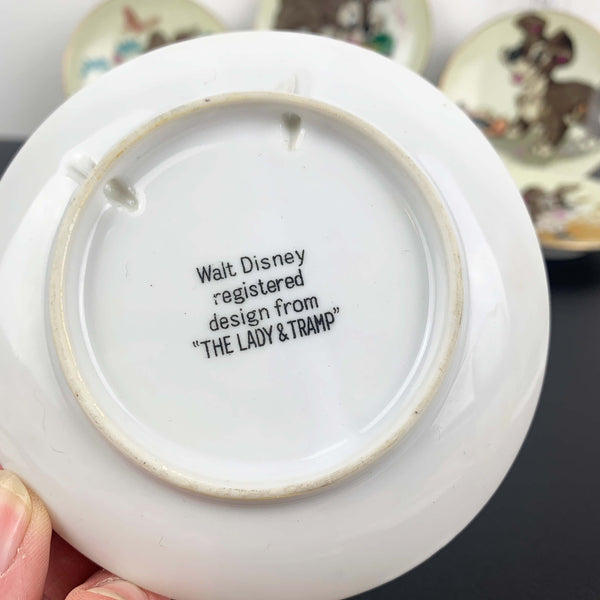 Walt Disney
registered
design from
"THE LADY & TRAMP"